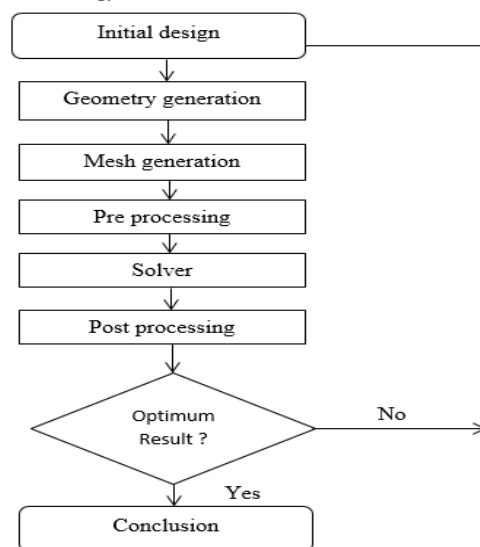 Initial design
Geometry generation
Mesh generation
Pre processing
Solver
Post processing
Optimum
Result ?
No
Yes
Conclusion